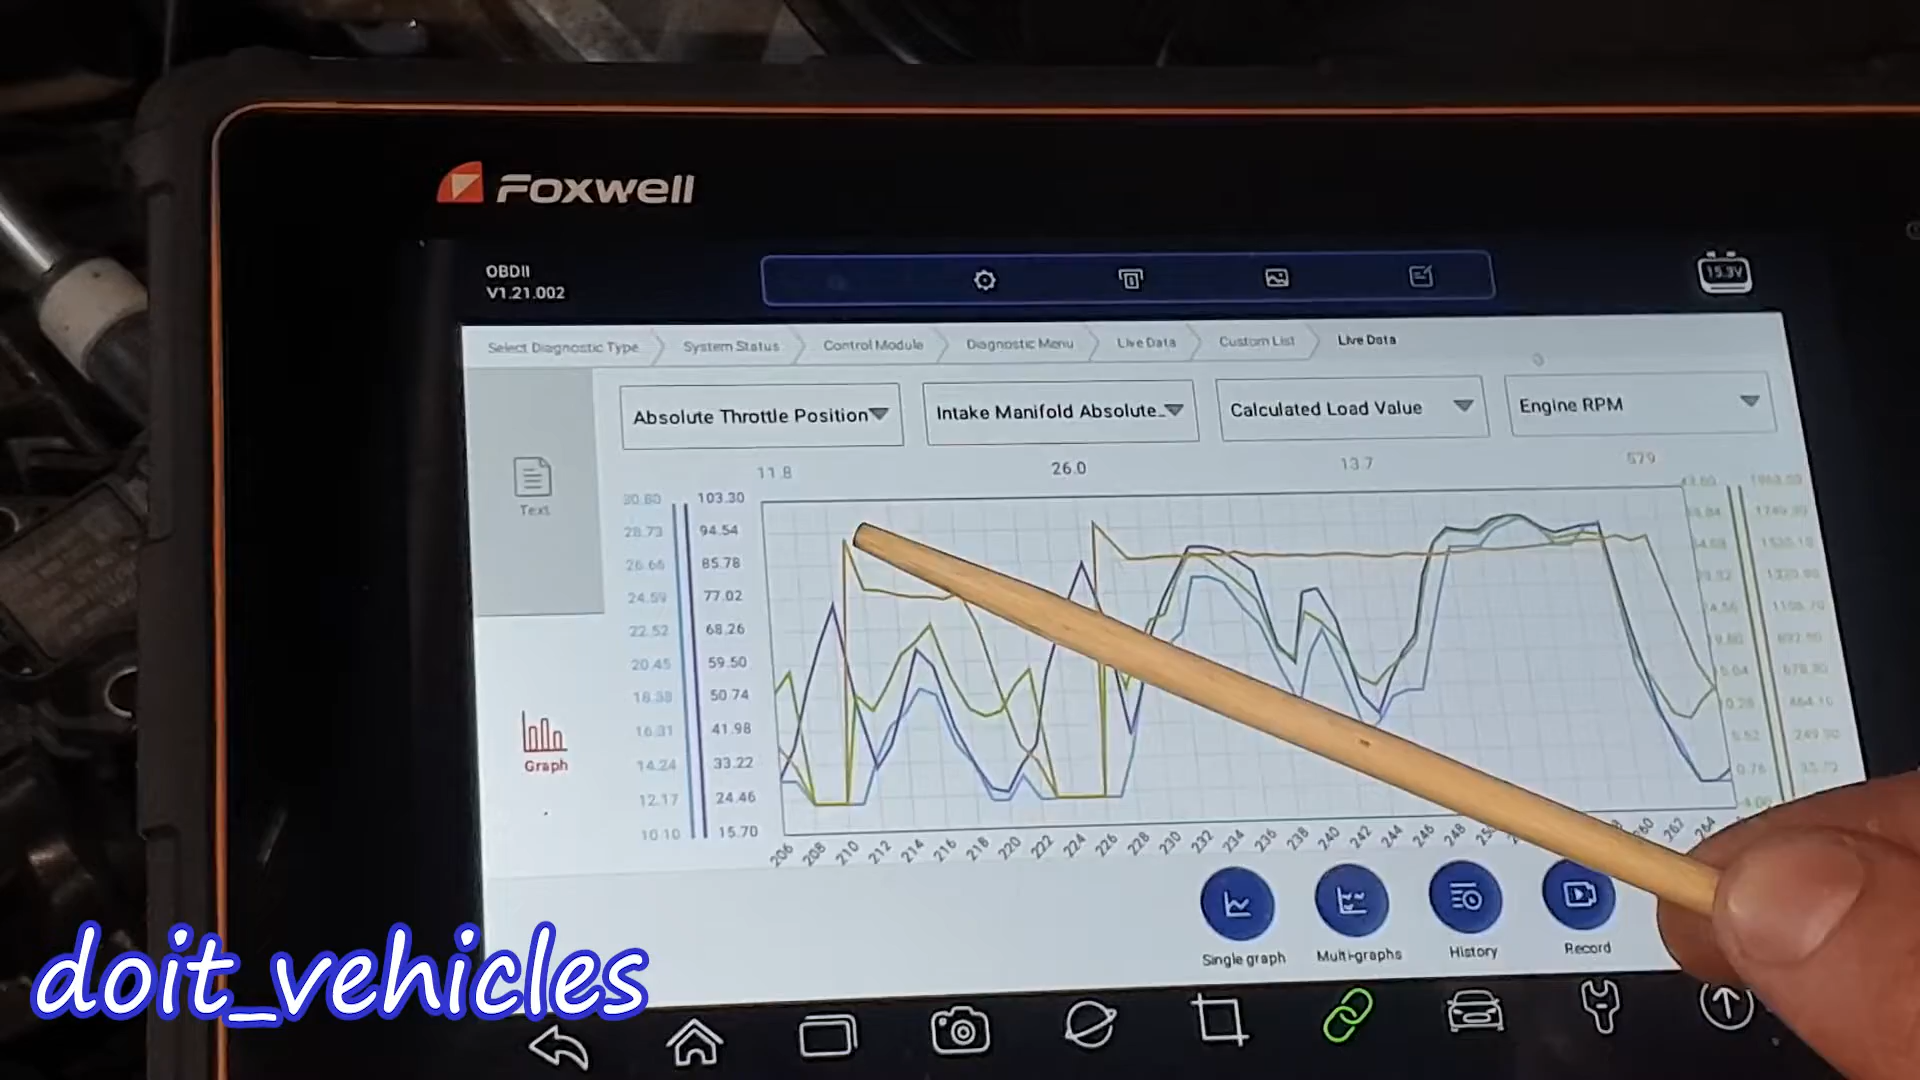 FOXWELL
OBDII
V1.21.002
15.3V
Select Diagnostic Type
System Status
Control Module
Diagnostic Menu
Live Data
Custom List
Live Data
Text
Graph
Absolute Throttle Position
Intake Manifold Absolute_
Calculated Load Value
Engine RPM
11.8
26.0
13.7
579
30.80
28.73
26.66
24.59
22.52
20.45
18.38
16.31
14.24
12.17
10.10
103.30
94.54
85.78
77.02
68.26
59.50
50.74
41.98
33.22
24.46
15.70
206
208
210
212
214
216
218
220
222
224
226
228
230
232
234
236
238
240
242
244
246
248
262
264
Single graph
Multi-graphs
History
Record
doit_vehicles